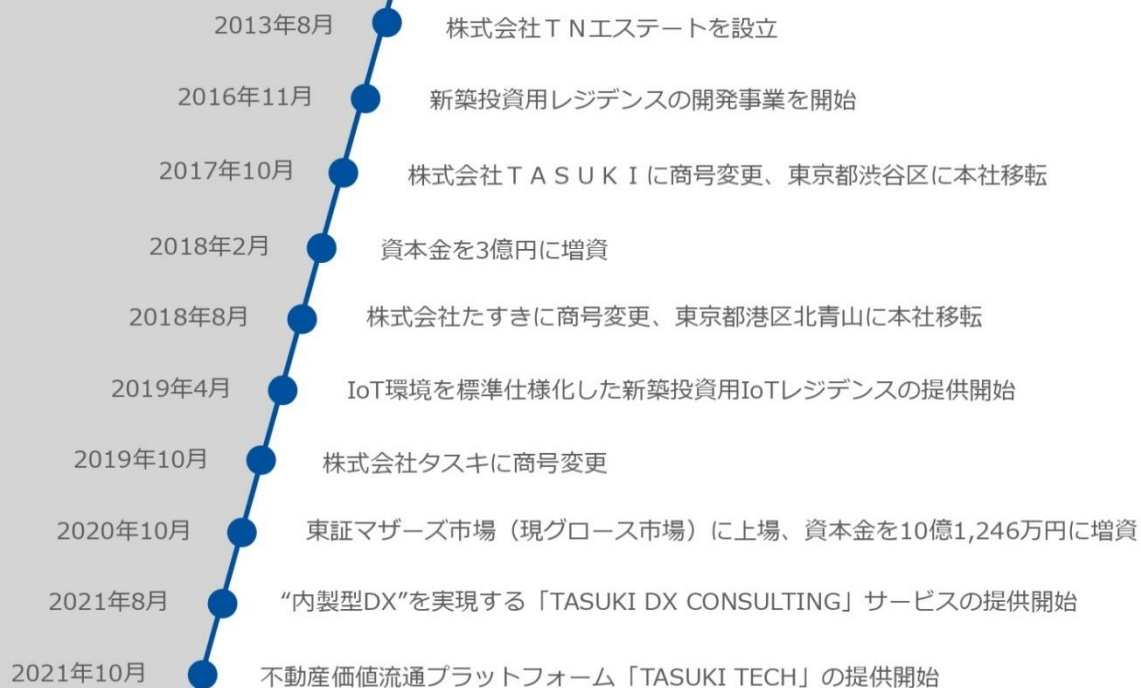 2013年8月 株式会社ＴＮエステートを設立
2016年11月 新築投資用レジデンスの開発事業を開始
2017年10月 株式会社ＴＡＳＵＫＩに商号変更、東京都渋谷区に本社移転
2018年2月 資本金を3億円に増資
2018年8月 株式会社たすきに商号変更、東京都港区北青山に本社移転
2019年4月 IoT環境を標準仕様化した新築投資用IoTレジデンスの提供開始
2019年10月 株式会社タスキに商号変更
2020年10月 東証マザーズ市場（現グロース市場）に上場、資本金を10億1,246万円に増資
2021年8月 “内製型DX”を実現する「TASUKI DX CONSULTING」サービスの提供開始
2021年10月 不動産価値流通プラットフォーム「TASUKI TECH」の提供開始